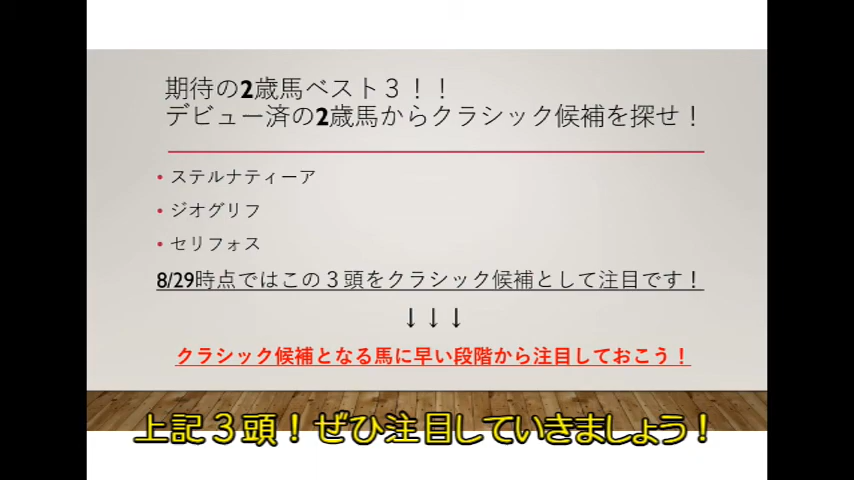 期待の2歳馬ベスト３！！
デビュー済の2歳馬からクラシック候補を探せ！
• ステルナティーア
• ジオグリフ
• セリフォス
8/29時点ではこの３頭をクラシック候補として注目です！
↓↓↓
クラシック候補となる馬に早い段階から注目しておこう！
上記３頭！ぜひ注目していきましょう！